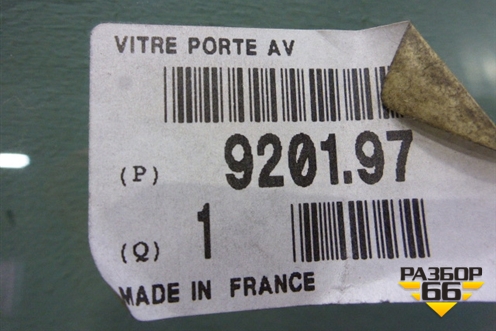 VITRE PORTE AV
(P) 9201.97
(Q) 1
MADE IN FRANCE
РАЗБОР
66